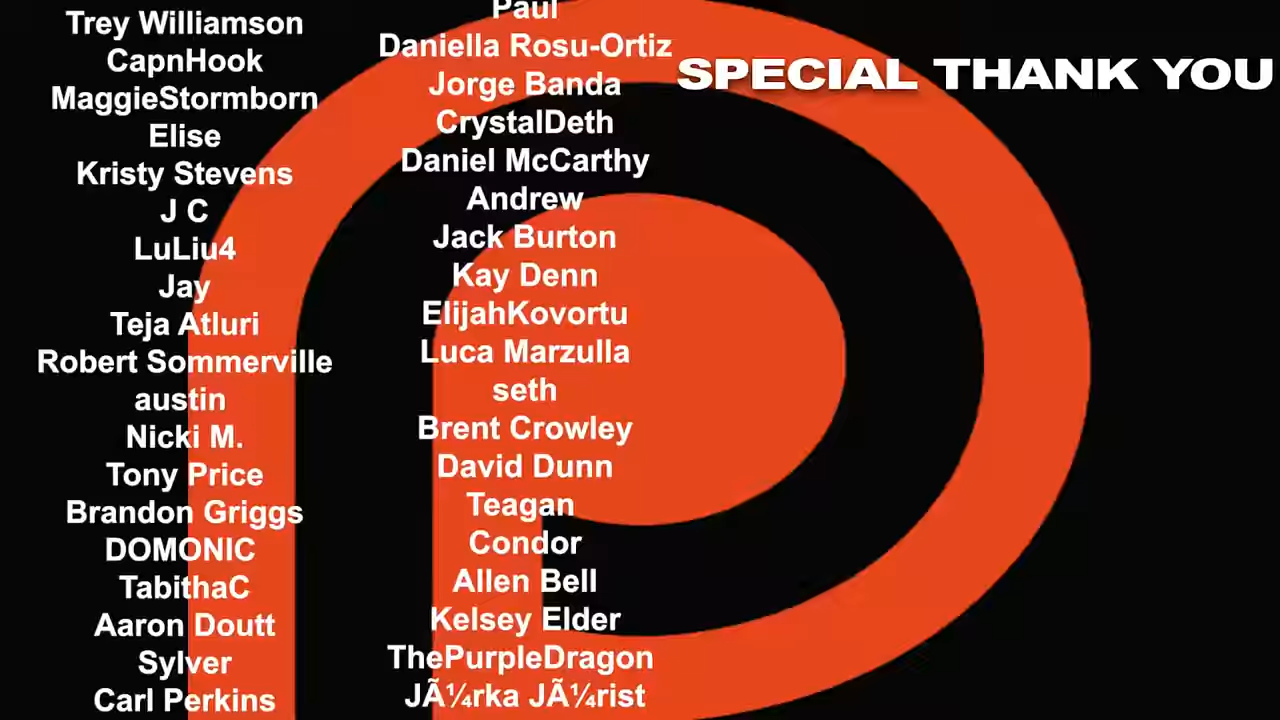 Trey Williamson
CapnHook
MaggieStormborn
Elise
Kristy Stevens
J C
LuLiu4
Jay
Teja Atluri
Robert Sommerville
austin
Nicki M.
Tony Price
Brandon Griggs
DOMONIC
TabithaC
Aaron Doutt
Sylver
Carl Perkins
Paul
Daniella Rosu-Ortiz
Jorge Banda
CrystalDeth
Daniel McCarthy
Andrew
Jack Burton
Kay Denn
ElijahKovortu
Luca Marzulla
seth
Brent Crowley
David Dunn
Teagan
Condor
Allen Bell
Kelsey Elder
ThePurpleDragon
JÃ¼rka JÃ¼rist
SPECIAL THANK YOU